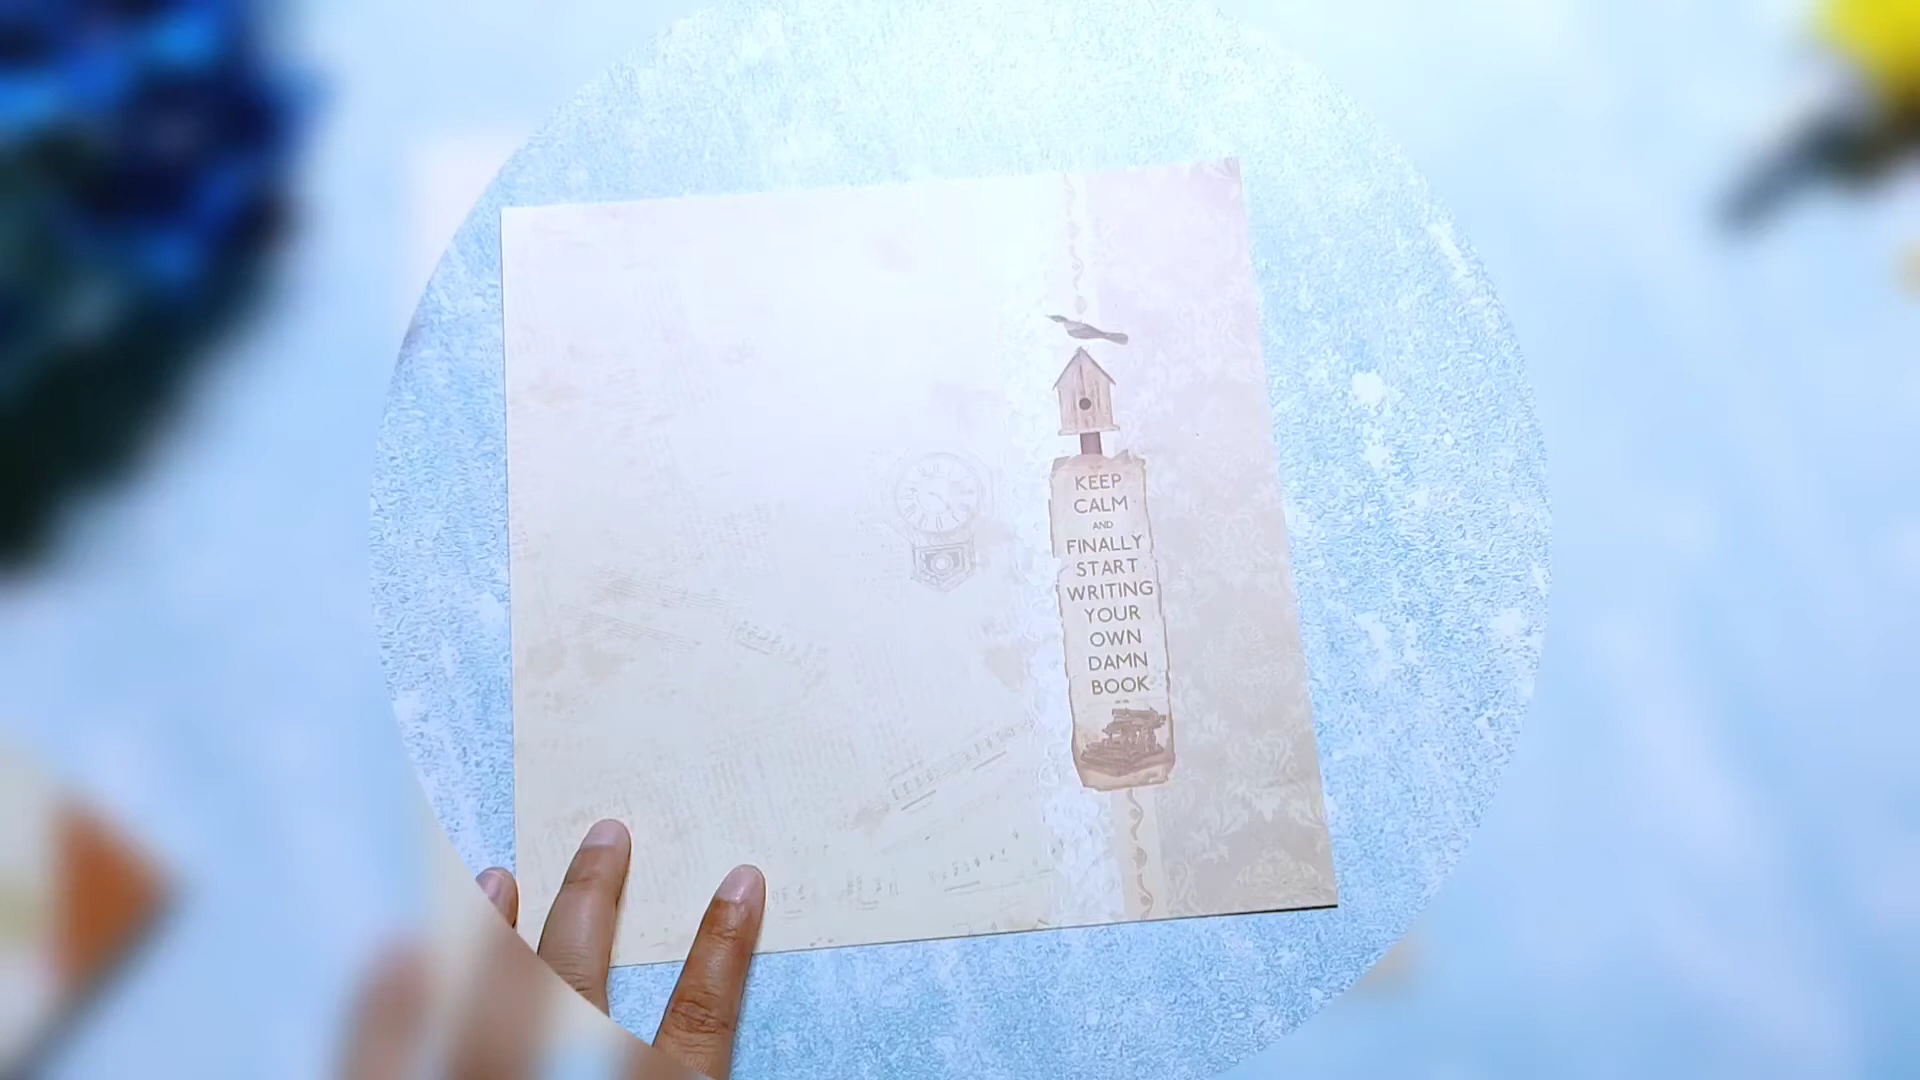 KEEP
CALM
AND
FINALLY
START
WRITING
YOUR
OWN
DAMN
BOOK